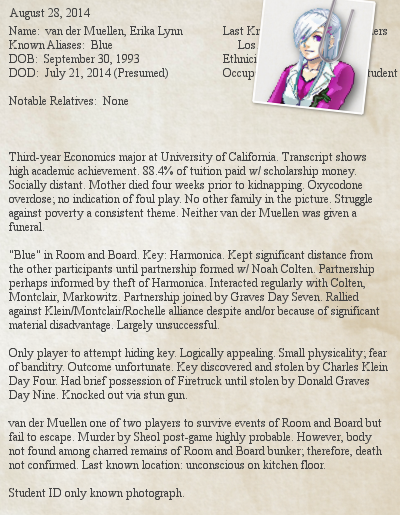 August 28, 2014
Name: van der Muellen, Erika Lynn Last Kn ers
Known Aliases: Blue Los
DOB: September 30, 1993 Ethnici
DOD: July 21, 2014 (Presumed) Occup tudent
Notable Relatives: None
Third-year Economics major at University of California. Transcript shows
high academic achievement. 88.4% of tuition paid w/ scholarship money.
Socially distant. Mother died four weeks prior to kidnapping. Oxycodone
overdose; no indication of foul play. No other family in the picture. Struggle
against poverty a consistent theme. Neither van der Muellen was given a
funeral.
"Blue" in Room and Board. Key: Harmonica. Kept significant distance from
the other participants until partnership formed w/ Noah Colten. Partnership
perhaps informed by theft of Harmonica. Interacted regularly with Colten,
Montclair, Markowitz. Partnership joined by Graves Day Seven. Rallied
against Klein/Montclair/Rochelle alliance despite and/or because of significant
material disadvantage. Largely unsuccessful.
Only player to attempt hiding key. Logically appealing. Small physicality; fear
of banditry. Outcome unfortunate. Key discovered and stolen by Charles Klein
Day Four. Had brief possession of Firetruck until stolen by Donald Graves
Day Nine. Knocked out via stun gun.
van der Muellen one of two players to survive events of Room and Board but
fail to escape. Murder by Sheol post-game highly probable. However, body
not found among charred remains of Room and Board bunker; therefore, death
not confirmed. Last known location: unconscious on kitchen floor.
Student ID only known photograph.